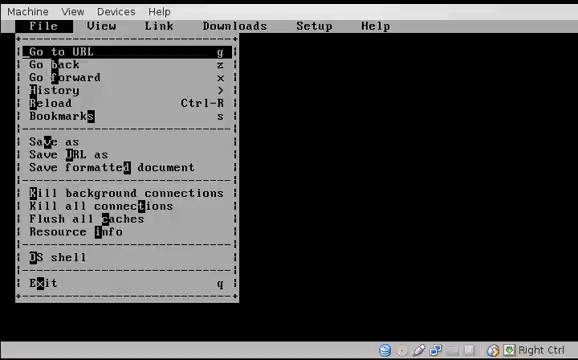 Machine View Devices Help
File View Link Downloads Setup Help
Go to URL g
Go back z
Go forward x
History >
Reload Ctrl-R
Bookmarks s
Save as
Save URL as
Save formatted document
Kill background connections
Kill all connections
Flush all caches
Resource info
OS shell
Exit q
Right Ctrl